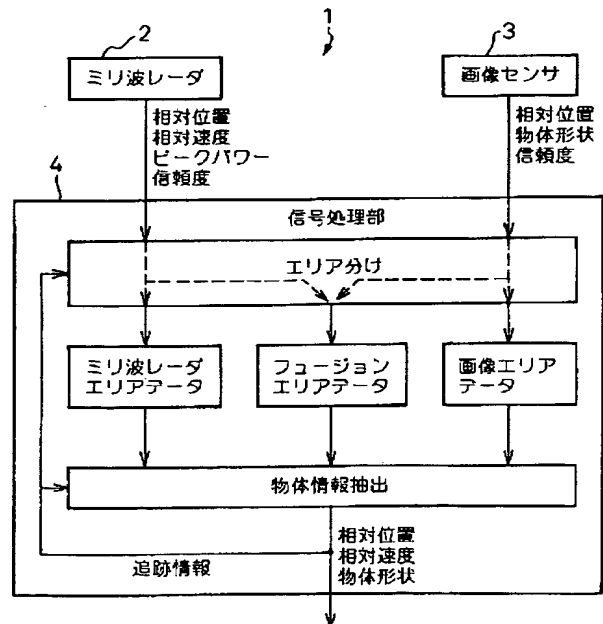 1
2
3
ミリ波レーダ
画像センサ
相対位置
相対速度
ピークパワー
信頼度
相対位置
物体形状
信頼度
4
信号処理部
エリア分け
ミリ波レーダ
エリアデータ
フュージョン
エリアデータ
画像エリア
データ
物体情報抽出
追跡情報
相対位置
相対速度
物体形状